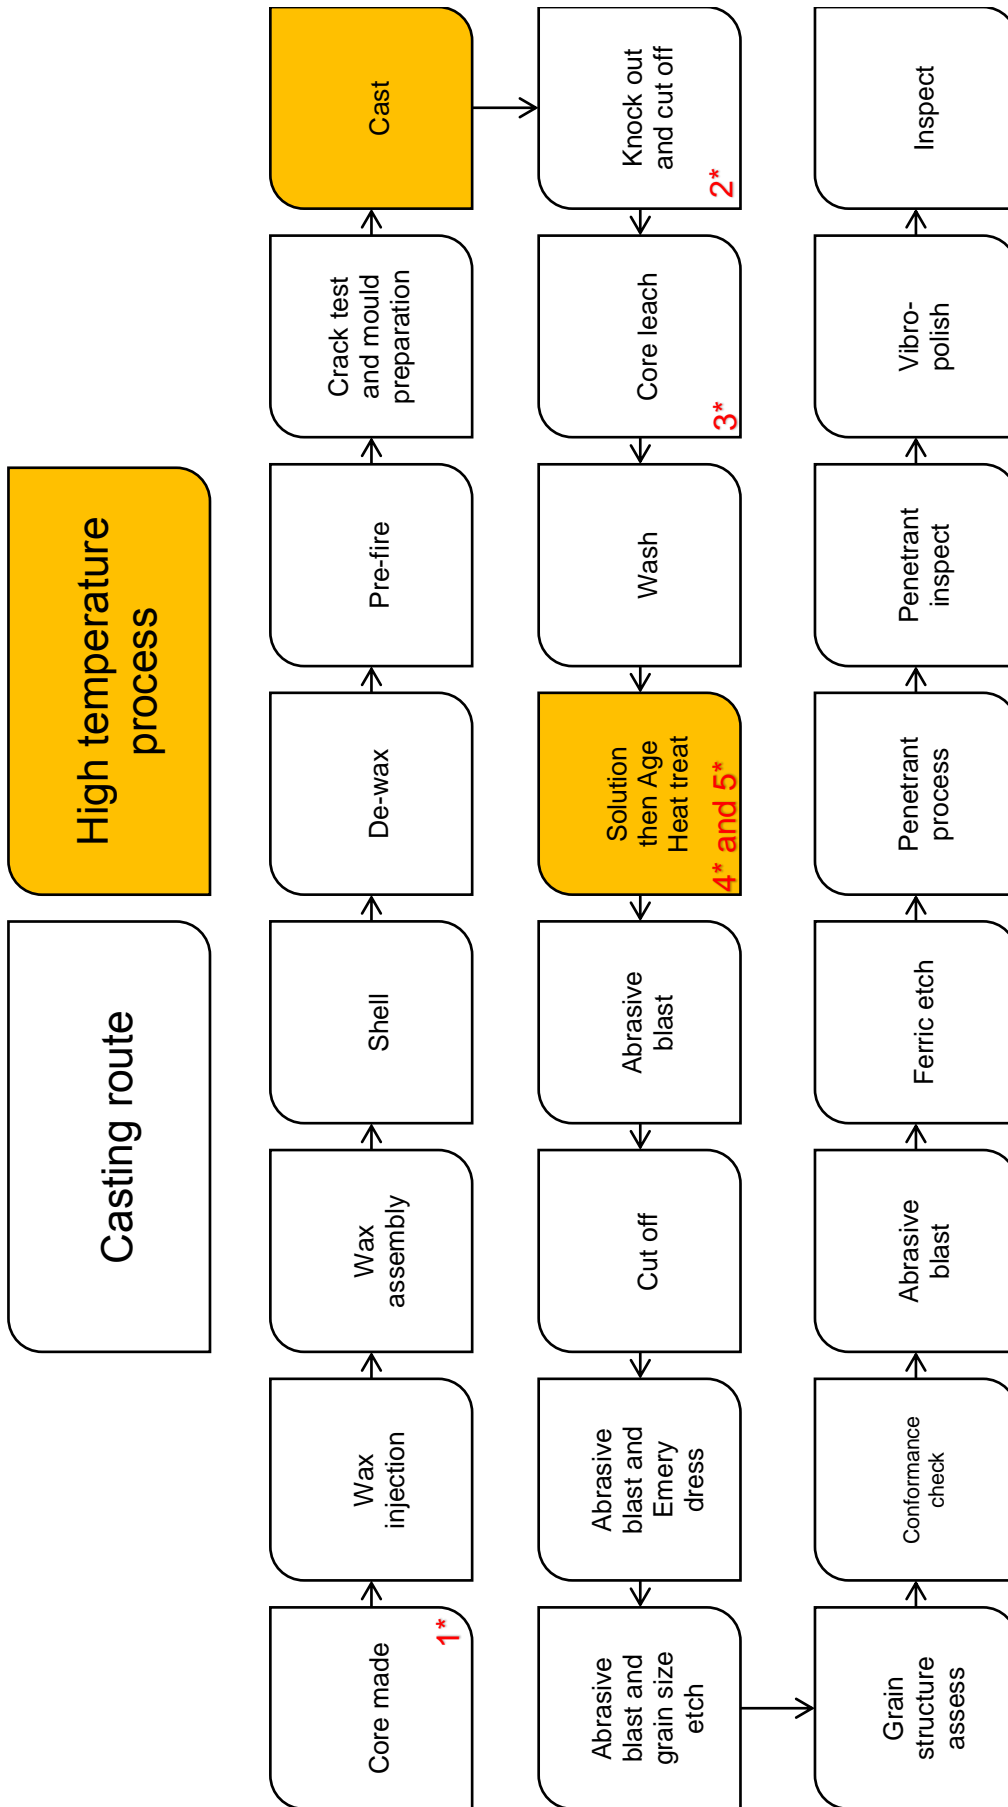 Casting route
High temperature
process
Core made
1*
Wax
injection
Wax
assembly
Shell
De-wax
Pre-fire
Crack test
and mould
preparation
Cast
Knock out
and cut off
2*
Core leach
3*
Wash
Solution
then Age
Heat treat
4* and 5*
Abrasive
blast
Cut off
Abrasive
blast and
Emery
dress
Abrasive
blast and
grain size
etch
Grain
structure
assess
Conformance
check
Abrasive
blast
Ferric etch
Penetrant
process
Penetrant
inspect
Vibro-
polish
Inspect